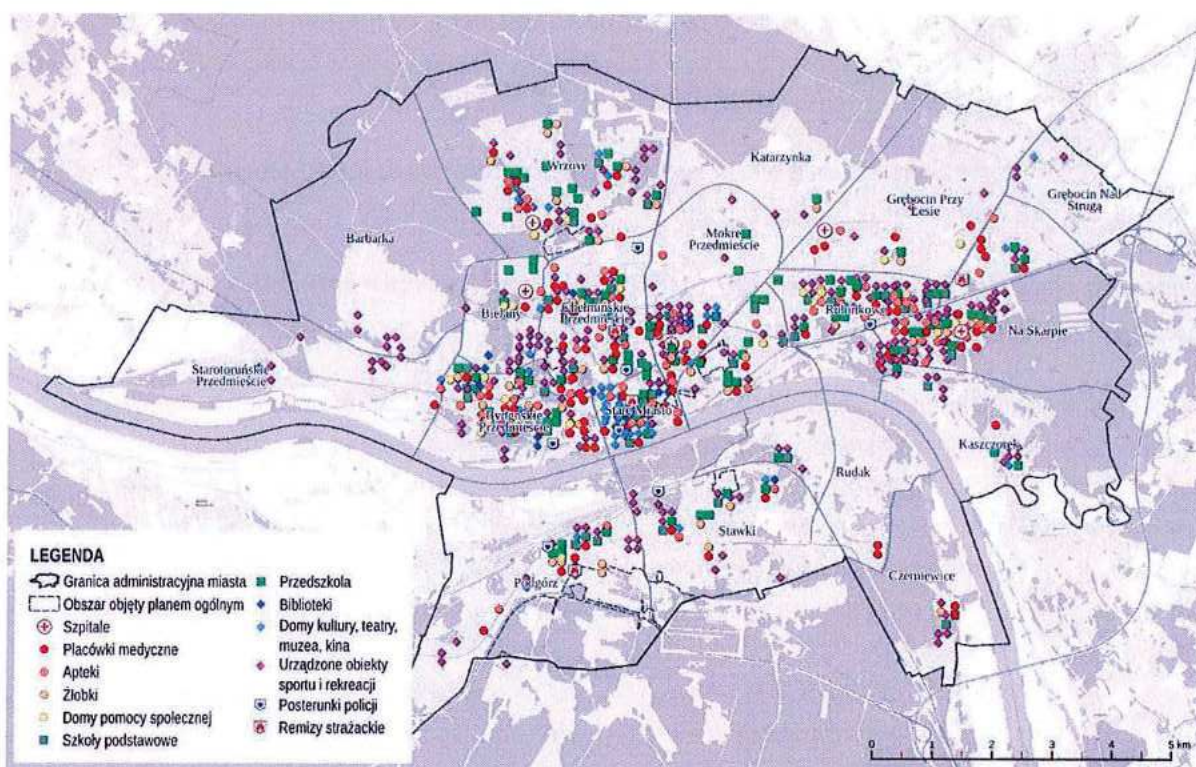 Wrzosy
Katarzynka
Grębocin Przy
Lesie
Grębocin Nad
Strugą
Barbarka
Mokre
Przedmieście
Bielany
Chełmińskie
Przedmieście
Rubinkowo
Na Skarpie
Starotoruńskie
Przedmieście
Bydgoskie
Przedmieście
Stare Miasto
Kaszczorek
Rudak
Stawki
Czerniewice
Podgórz
LEGENDA
Granica administracyjna miasta
Obszar objęty planem ogólnym
Szpitale
Placówki medyczne
Apteki
Żłobki
Domy pomocy społecznej
Szkoły podstawowe
Przedszkola
Biblioteki
Domy kultury, teatry,
muzea, kina
Urządzone obiekty
sportu i rekreacji
Posterunki policji
Remizy strażackie
0 1 2 3 4 5 km